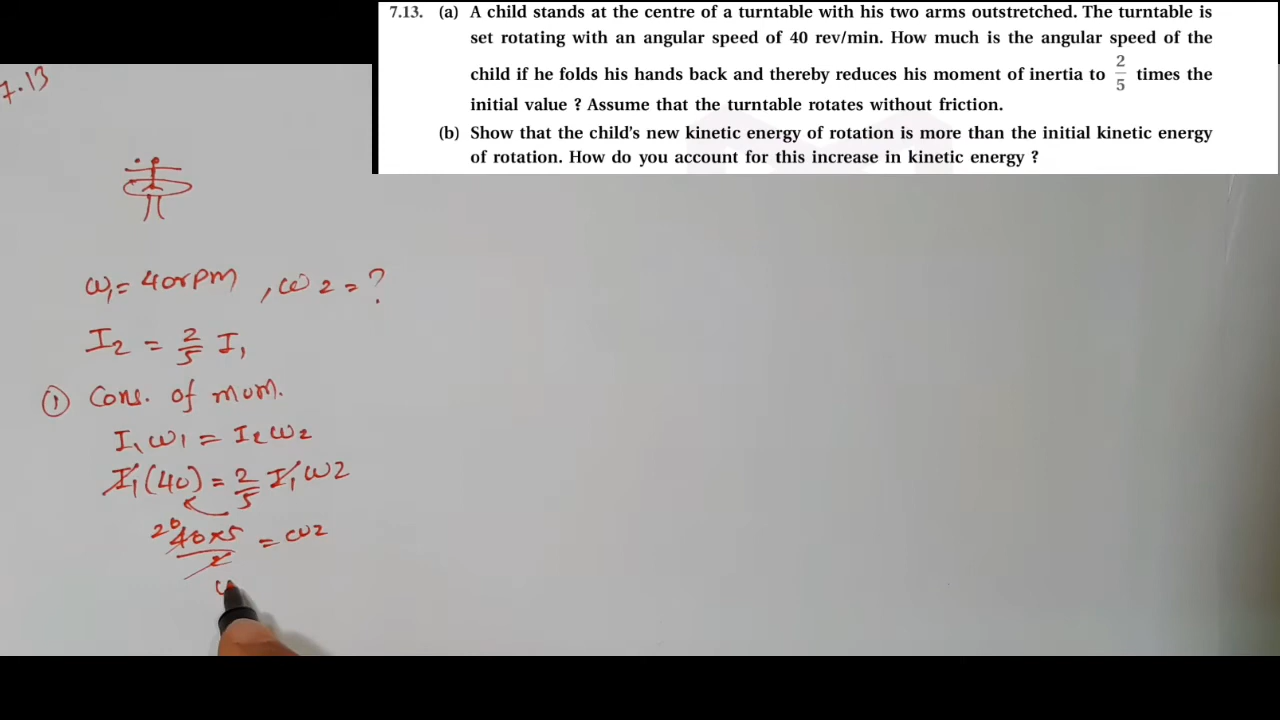 7.13. (a) A child stands at the centre of a turntable with his two arms outstretched. The turntable is
set rotating with an angular speed of 40 rev/min. How much is the angular speed of the
child if he folds his hands back and thereby reduces his moment of inertia to 2/5 times the
initial value ? Assume that the turntable rotates without friction.
(b) Show that the child's new kinetic energy of rotation is more than the initial kinetic energy
of rotation. How do you account for this increase in kinetic energy ?
7.13
ω₁ = 40rpm , ω2 = ?
I₂ = 2/5 I₁
① Cons. of mom.
I₁ω₁ = I₂ω₂
I₁(40) = 2/5 I₁ω2
20
40×5/2 = ω2